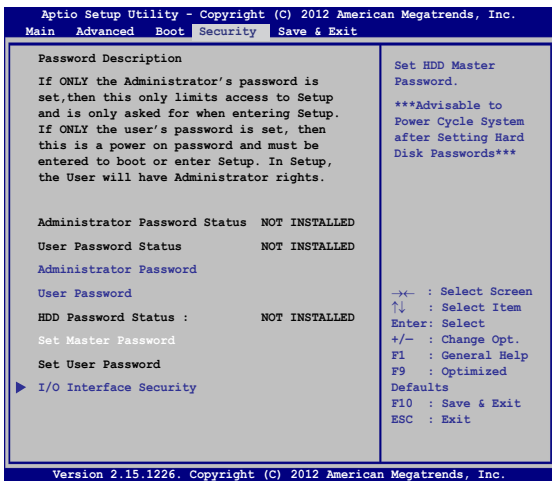 Aptio Setup Utility - Copyright (C) 2012 American Megatrends, Inc.
Main Advanced Boot Security Save & Exit
Password Description
If ONLY the Administrator's password is
set,then this only limits access to Setup
and is only asked for when entering Setup.
If ONLY the user's password is set, then
this is a power on password and must be
entered to boot or enter Setup. In Setup,
the User will have Administrator rights.
Administrator Password Status NOT INSTALLED
User Password Status NOT INSTALLED
Administrator Password
User Password
HDD Password Status : NOT INSTALLED
Set Master Password
Set User Password
I/O Interface Security
Set HDD Master
Password.
***Advisable to
Power Cycle System
after Setting Hard
Disk Passwords***
→← : Select Screen
↑↓ : Select Item
Enter: Select
+/— : Change Opt.
F1 : General Help
F9 : Optimized
Defaults
F10 : Save & Exit
ESC : Exit
Version 2.15.1226. Copyright (C) 2012 American Megatrends, Inc.